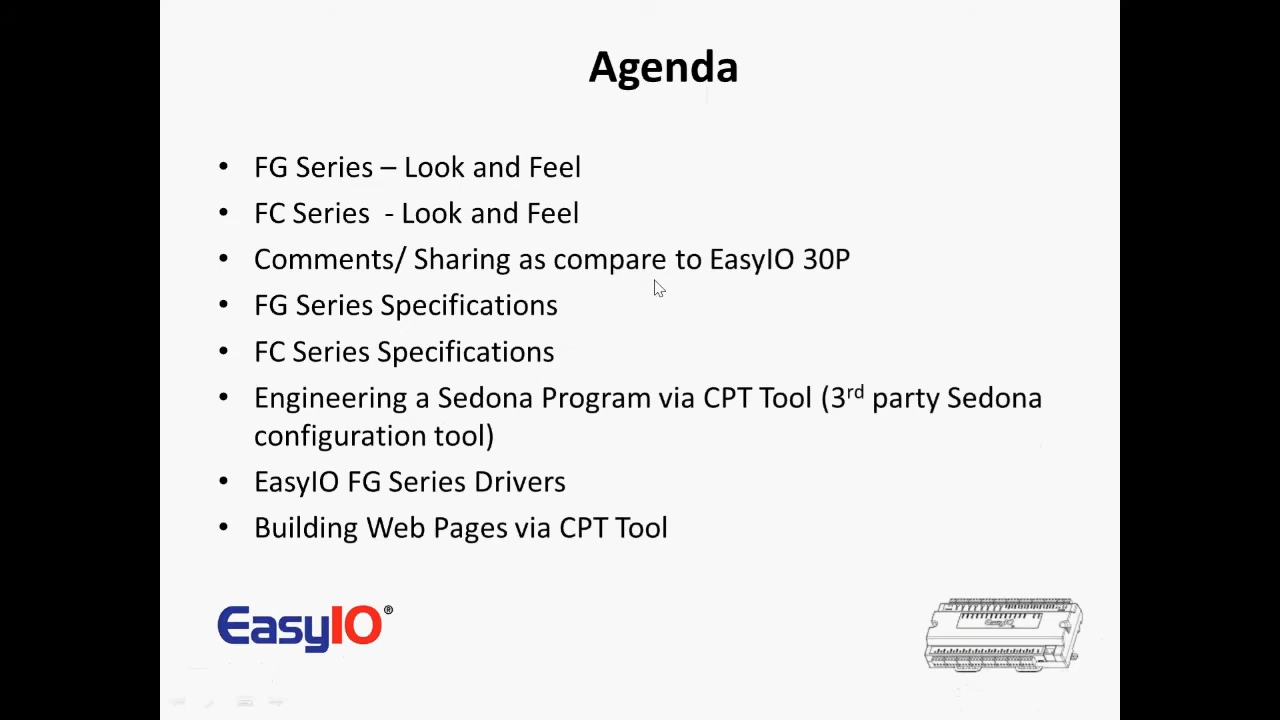 Agenda
• FG Series – Look and Feel
• FC Series - Look and Feel
• Comments/ Sharing as compare to EasyIO 30P
• FG Series Specifications
• FC Series Specifications
• Engineering a Sedona Program via CPT Tool (3rd party Sedona
configuration tool)
• EasyIO FG Series Drivers
• Building Web Pages via CPT Tool
EasyIO®
EasyIO